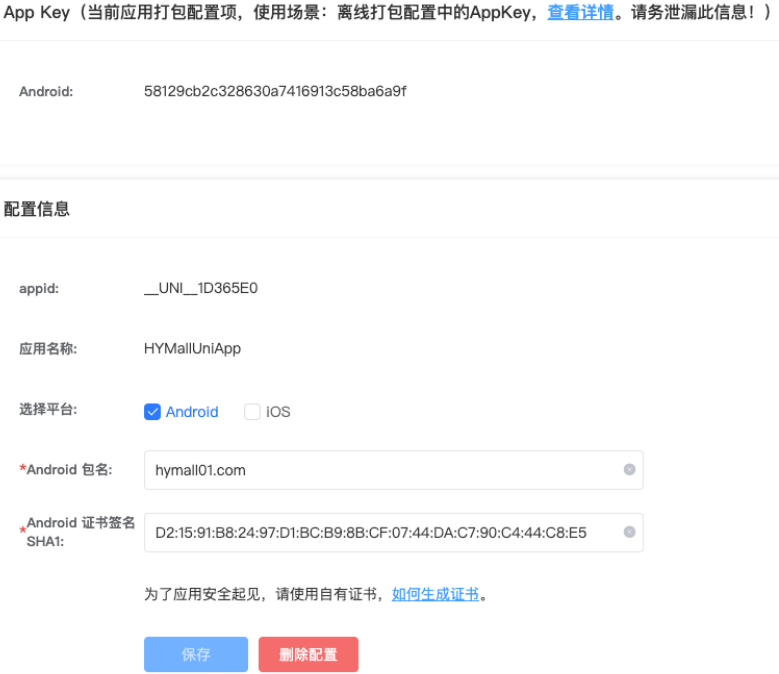 App Key（当前应用打包配置项，使用场景：离线打包配置中的AppKey，查看详情。请务泄漏此信息！）
Android: 58129cb2c328630a7416913c58ba6a9f
配置信息
appid: __UNI__1D365E0
应用名称: HYMallUniApp
选择平台: Android iOS
*Android 包名: hymall01.com
*Android 证书签名
SHA1: D2:15:91:B8:24:97:D1:BC:B9:8B:CF:07:44:DA:C7:90:C4:44:C8:E5
为了应用安全起见，请使用自有证书，如何生成证书。
保存 删除配置